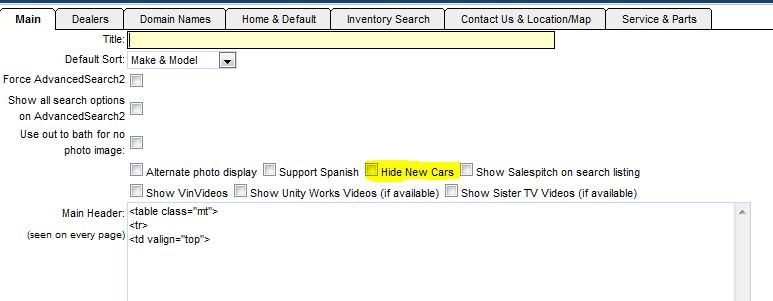 Main Dealers Domain Names Home & Default Inventory Search Contact Us & Location/Map Service & Parts
Title:
Default Sort: Make & Model
Force AdvancedSearch2
Show all search options
on AdvancedSearch2
Use out to bath for no
photo image:
Alternate photo display Support Spanish Hide New Cars Show Salespitch on search listing
Show VinVideos Show Unity Works Videos (if available) Show Sister TV Videos (if available)
Main Header: <table class="mt">
<tr>
(seen on every page) <td valign="top">